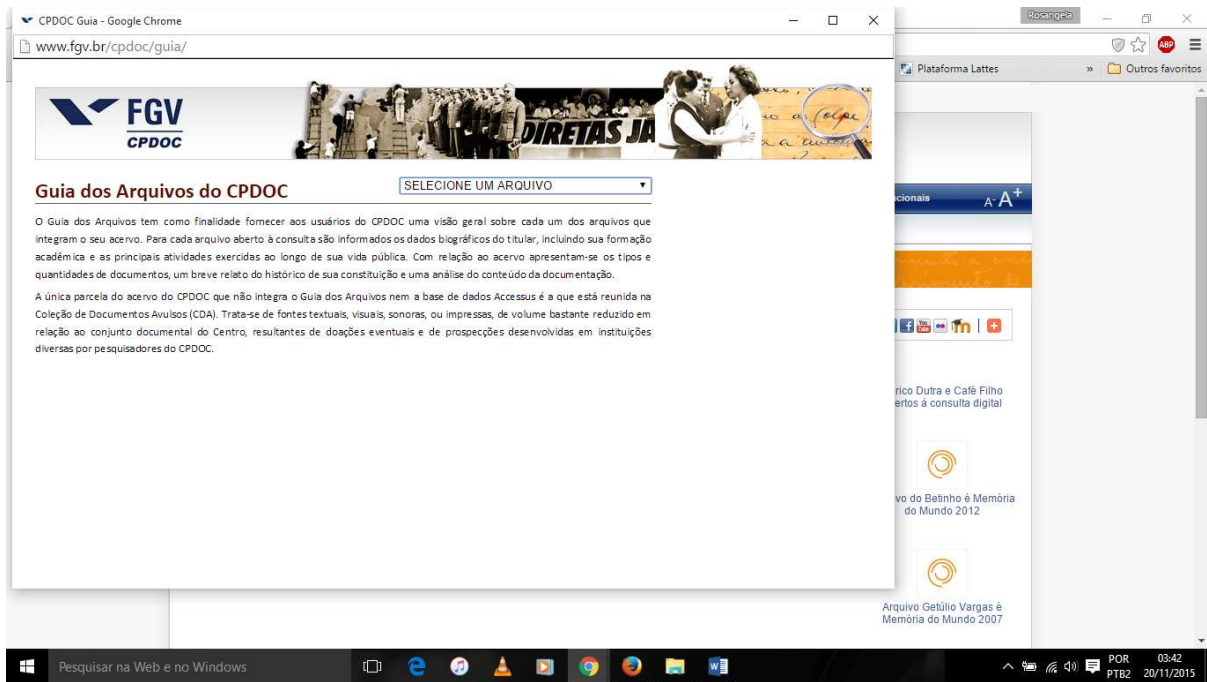 CPDOC Guia - Google Chrome
Rosangela
www.fgv.br/cpdoc/guia/
ABP
Plataforma Lattes
»
Outros favoritos
FGV
CPDOC
DIRETAS JÁ
a golpe
Guia dos Arquivos do CPDOC
SELECIONE UM ARQUIVO
cionais
A- A+
O Guia dos Arquivos tem como finalidade fornecer aos usuários do CPDOC uma visão geral sobre cada um dos arquivos que
integram o seu acervo. Para cada arquivo aberto à consulta são informados os dados biográficos do titular, incluindo sua formação
acadêmica e as principais atividades exercidas ao longo de sua vida pública. Com relação ao acervo apresentam-se os tipos e
quantidades de documentos, um breve relato do histórico de sua constituição e uma análise do conteúdo da documentação.
A única parcela do acervo do CPDOC que não integra o Guia dos Arquivos nem a base de dados Accessus é a que está reunida na
Coleção de Documentos Avulsos (CDA). Trata-se de fontes textuais, visuais, sonoras, ou impressas, de volume bastante reduzido em
relação ao conjunto documental do Centro, resultantes de doações eventuais e de prospecções desenvolvidas em instituições
diversas por pesquisadores do CPDOC.
rico Dutra e Café Filho
ertos à consulta digital
vo do Betinho é Memória
do Mundo 2012
Arquivo Getúlio Vargas é
Memória do Mundo 2007
Pesquisar na Web e no Windows
POR
PTB2
03:42
20/11/2015